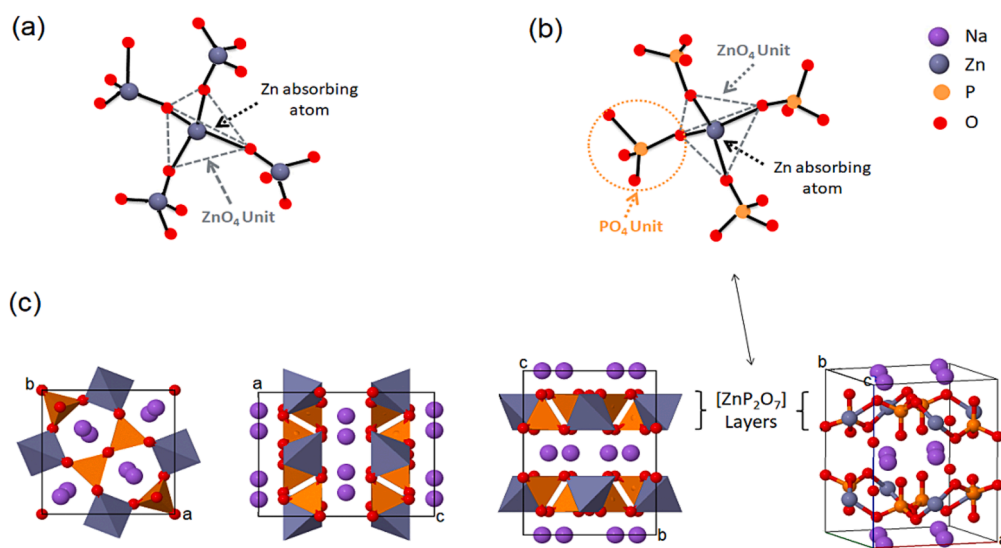 (a)
Zn absorbing
atom
ZnO4 Unit
(b)
ZnO4 Unit
Zn absorbing
atom
PO4 Unit
Na
Zn
P
O
(c)
b
a
a
c
c
b
[ZnP2O7]
Layers
b
c
a